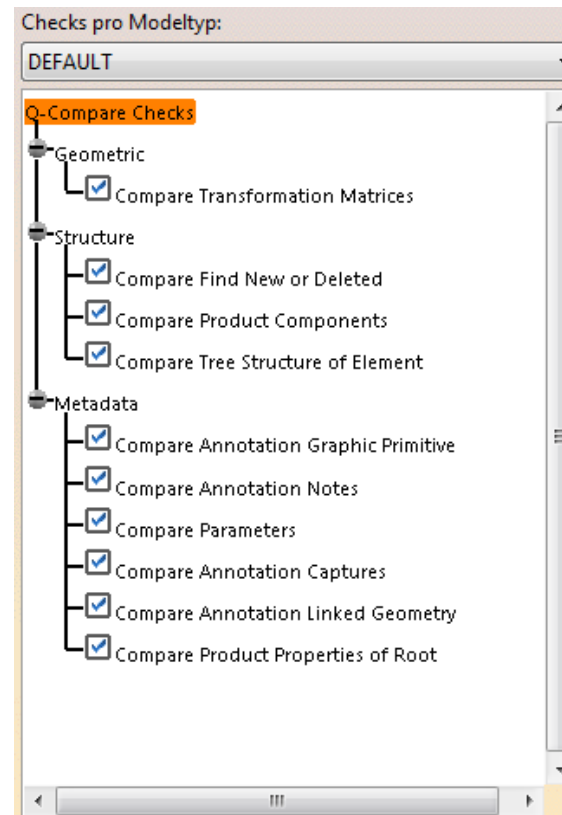 Checks pro Modeltyp:
DEFAULT
Q-Compare Checks
Geometric
Compare Transformation Matrices
Structure
Compare Find New or Deleted
Compare Product Components
Compare Tree Structure of Element
Metadata
Compare Annotation Graphic Primitive
Compare Annotation Notes
Compare Parameters
Compare Annotation Captures
Compare Annotation Linked Geometry
Compare Product Properties of Root